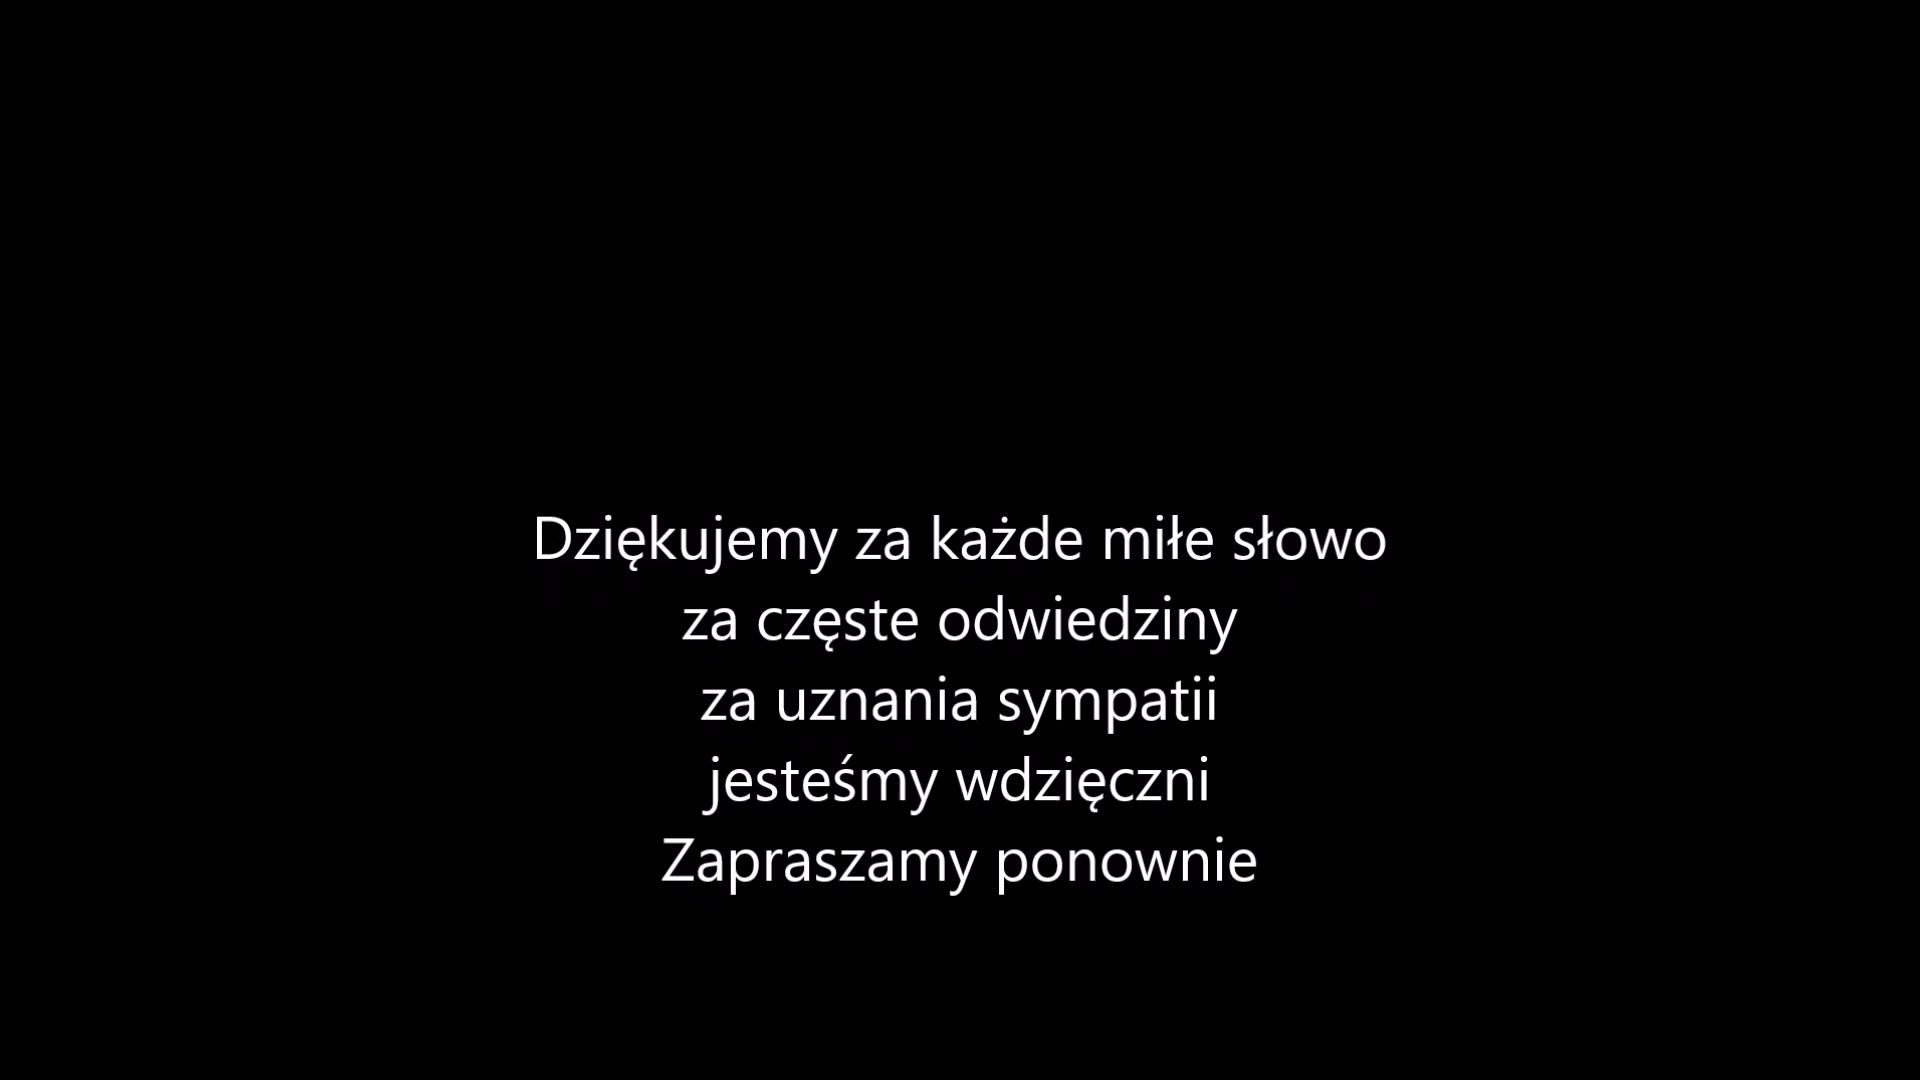 Dziękujemy za każde miłe słowo
za częste odwiedziny
za uznania sympatii
jesteśmy wdzięczni
Zapraszamy ponownie